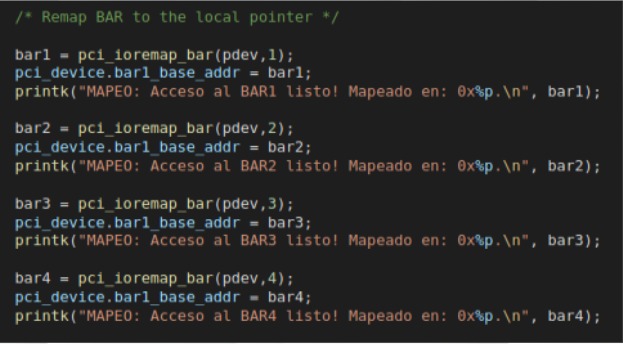 /* Remap BAR to the local pointer */
bar1 = pci_ioremap_bar(pdev,1);
pci_device.bar1_base_addr = bar1;
printk("MAPEO: Acceso al BAR1 listo! Mapeado en: 0x%p.\n", bar1);
bar2 = pci_ioremap_bar(pdev,2);
pci_device.bar1_base_addr = bar2;
printk("MAPEO: Acceso al BAR2 listo! Mapeado en: 0x%p.\n", bar2);
bar3 = pci_ioremap_bar(pdev,3);
pci_device.bar1_base_addr = bar3;
printk("MAPEO: Acceso al BAR3 listo! Mapeado en: 0x%p.\n", bar3);
bar4 = pci_ioremap_bar(pdev,4);
pci_device.bar1_base_addr = bar4;
printk("MAPEO: Acceso al BAR4 listo! Mapeado en: 0x%p.\n", bar4);